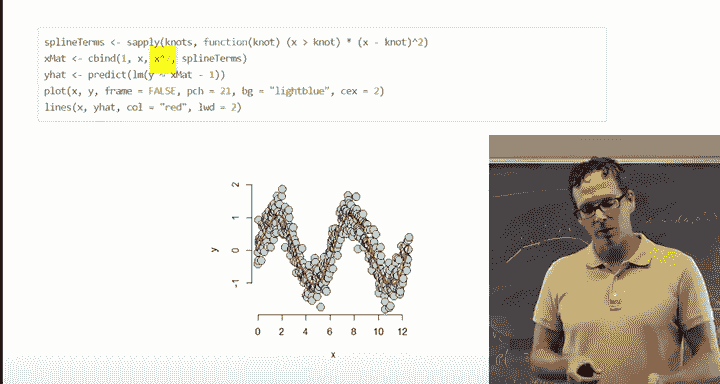 splineTerms <- sapply(knots, function(knot) (x > knot) * (x - knot)^2)
xMat <- cbind(1, x, x^2, splineTerms)
yhat <- predict(lm(y ~ xMat - 1))
plot(x, y, frame = FALSE, pch = 21, bg = "lightblue", cex = 2)
lines(x, yhat, col = "red", lwd = 2)
2
1
0
-1
y
0 2 4 6 8 10 12
x